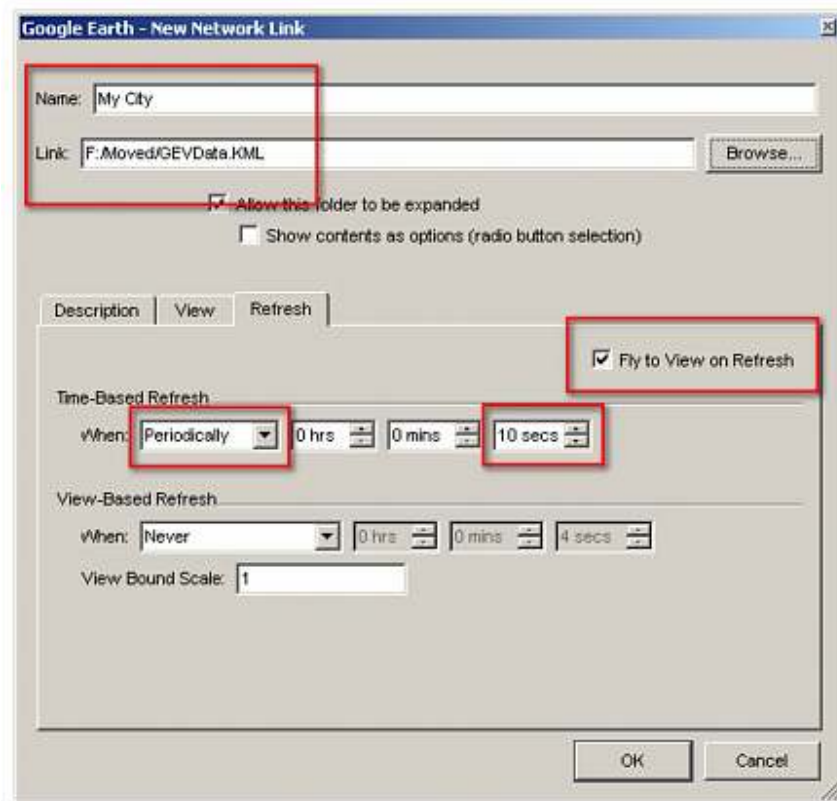 Google Earth - New Network Link
Name: My City
Link: F:/Moved/GEVData.KML Browse...
Allow this folder to be expanded
Show contents as options (radio button selection)
Description View Refresh
Fly to View on Refresh
Time-Based Refresh
When: Periodically 0 hrs 0 mins 10 secs
View-Based Refresh
When: Never 0 hrs 0 mins 4 secs
View Bound Scale: 1
OK Cancel